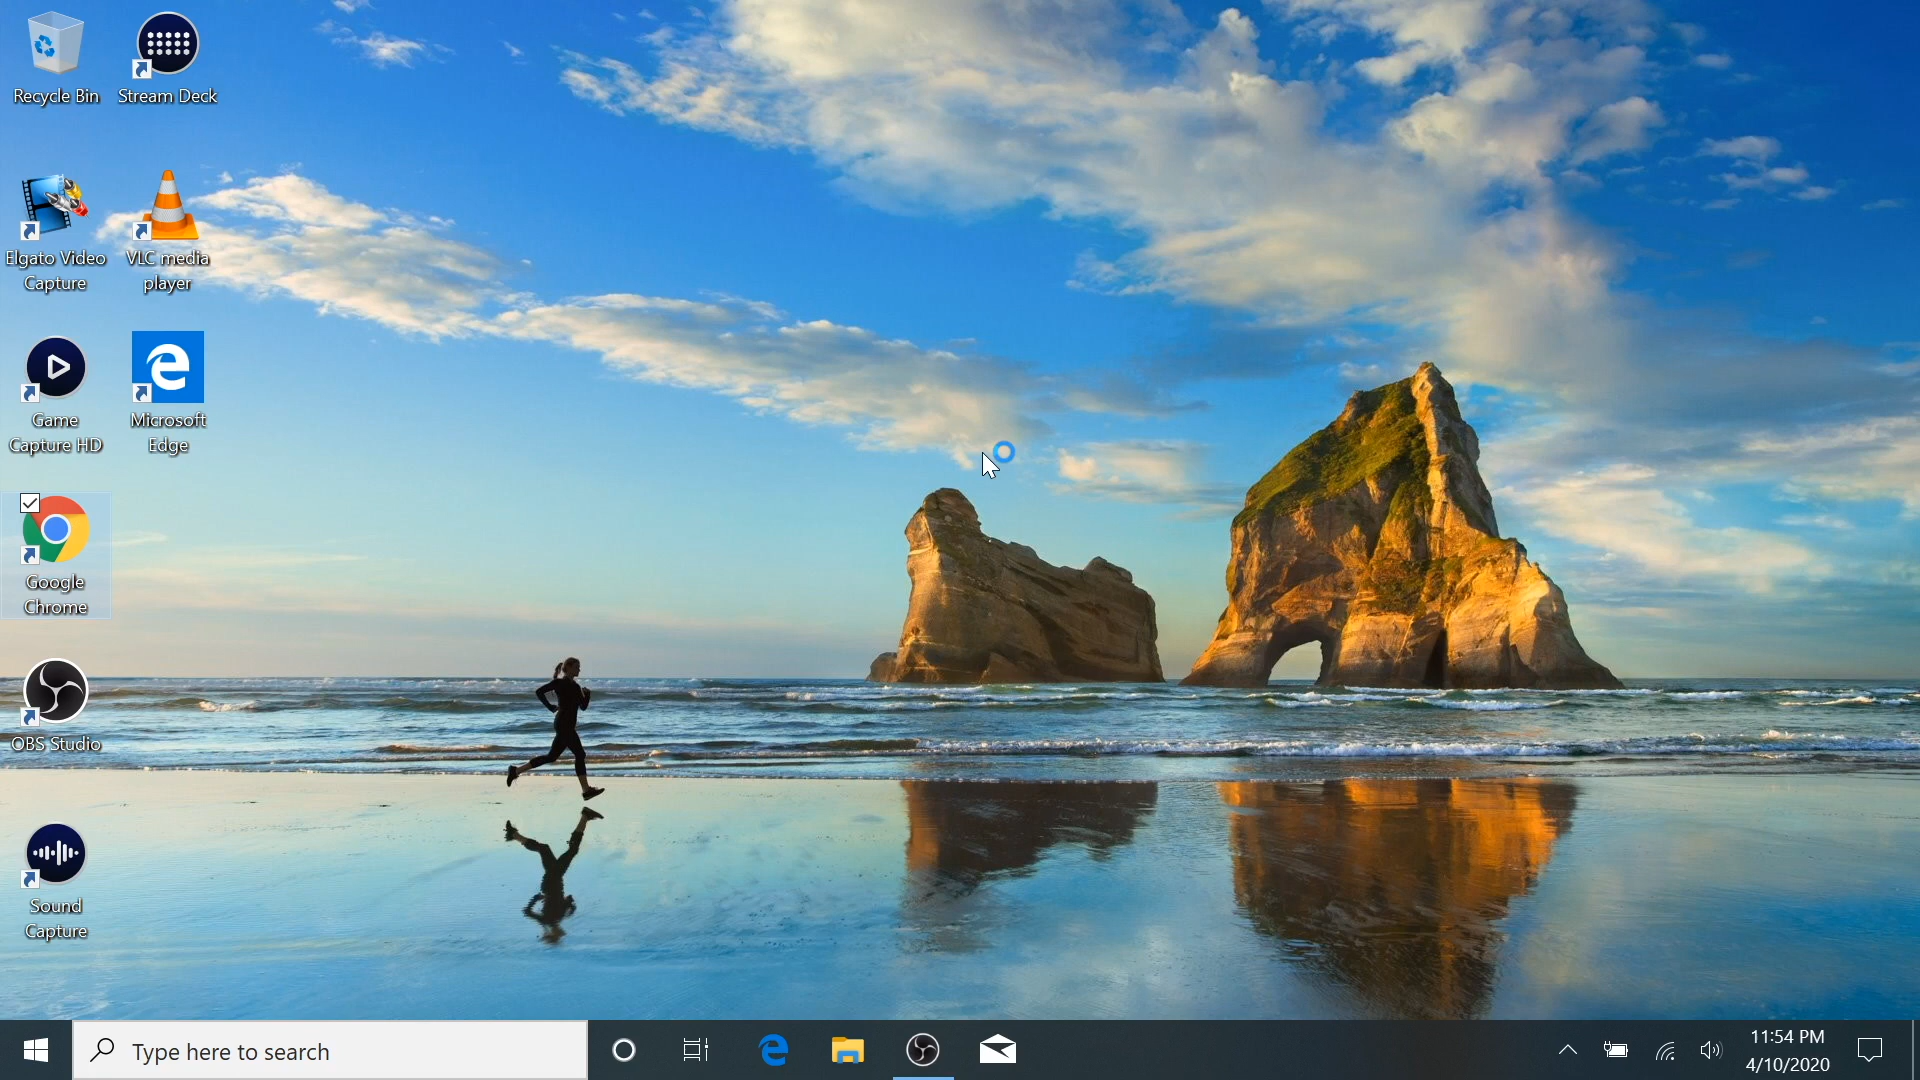 Recycle Bin
Stream Deck
Elgato Video
Capture
VLC media
player
Game
Capture HD
Microsoft
Edge
Google
Chrome
OBS Studio
Sound
Capture
Type here to search
11:54 PM
4/10/2020